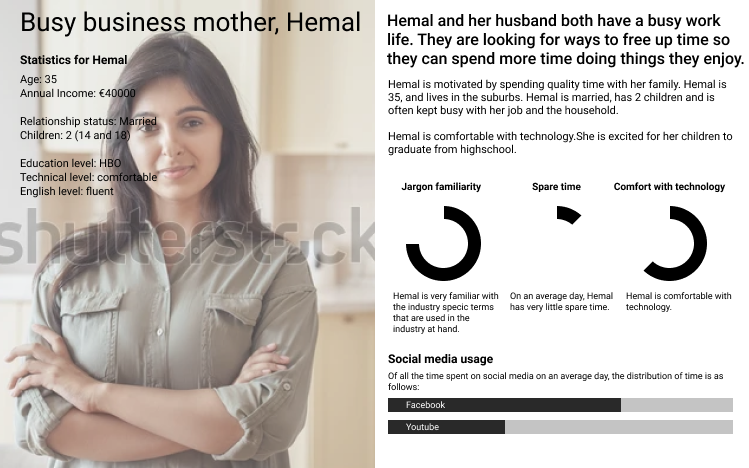 Busy business mother, Hemal
Statistics for Hemal
Age: 35
Annual Income: €40000
Relationship status: Married
Children: 2 (14 and 18)
Education level: HBO
Technical level: comfortable
English level: fluent
shutterst ck
Hemal and her husband both have a busy work
life. They are looking for ways to free up time so
they can spend more time doing things they enjoy.
Hemal is motivated by spending quality time with her family. Hemal is
35, and lives in the suburbs. Hemal is married, has 2 children and is
often kept busy with her job and the household.
Hemal is comfortable with technology.She is excited for her children to
graduate from highschool.
Jargon familiarity
Spare time
Comfort with technology
Hemal is very familiar with
the industry specic terms
that are used in the
industry at hand.
On an average day, Hemal
has very little spare time.
Hemal is comfortable with
technology.
Social media usage
Of all the time spent on social media on an average day, the distribution of time is as
follows:
Facebook
Youtube